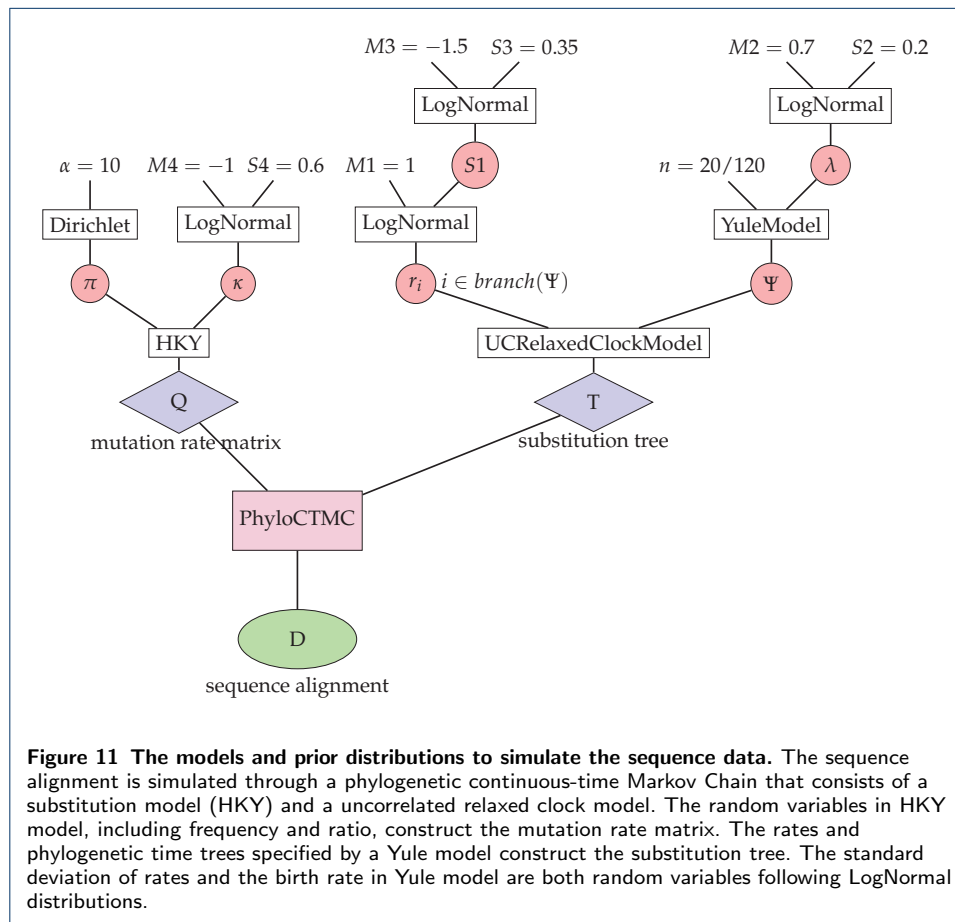 M3 = −1.5 S3 = 0.35 M2 = 0.7 S2 = 0.2
LogNormal LogNormal
α = 10 M4 = −1 S4 = 0.6 M1 = 1 S1 n = 20/120 λ
Dirichlet LogNormal LogNormal YuleModel
π κ r_i i ∈ branch(Ψ) Ψ
HKY UCRelaxedClockModel
Q T
mutation rate matrix substitution tree
PhyloCTMC
D
sequence alignment
Figure 11 The models and prior distributions to simulate the sequence data. The sequence
alignment is simulated through a phylogenetic continuous-time Markov Chain that consists of a
substitution model (HKY) and a uncorrelated relaxed clock model. The random variables in HKY
model, including frequency and ratio, construct the mutation rate matrix. The rates and
phylogenetic time trees specified by a Yule model construct the substitution tree. The standard
deviation of rates and the birth rate in Yule model are both random variables following LogNormal
distributions.